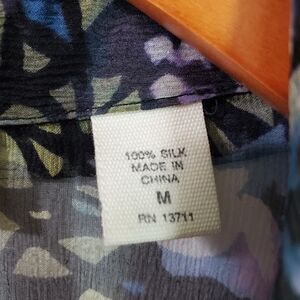 100% SILK
MADE IN
CHINA
M
RN 13711